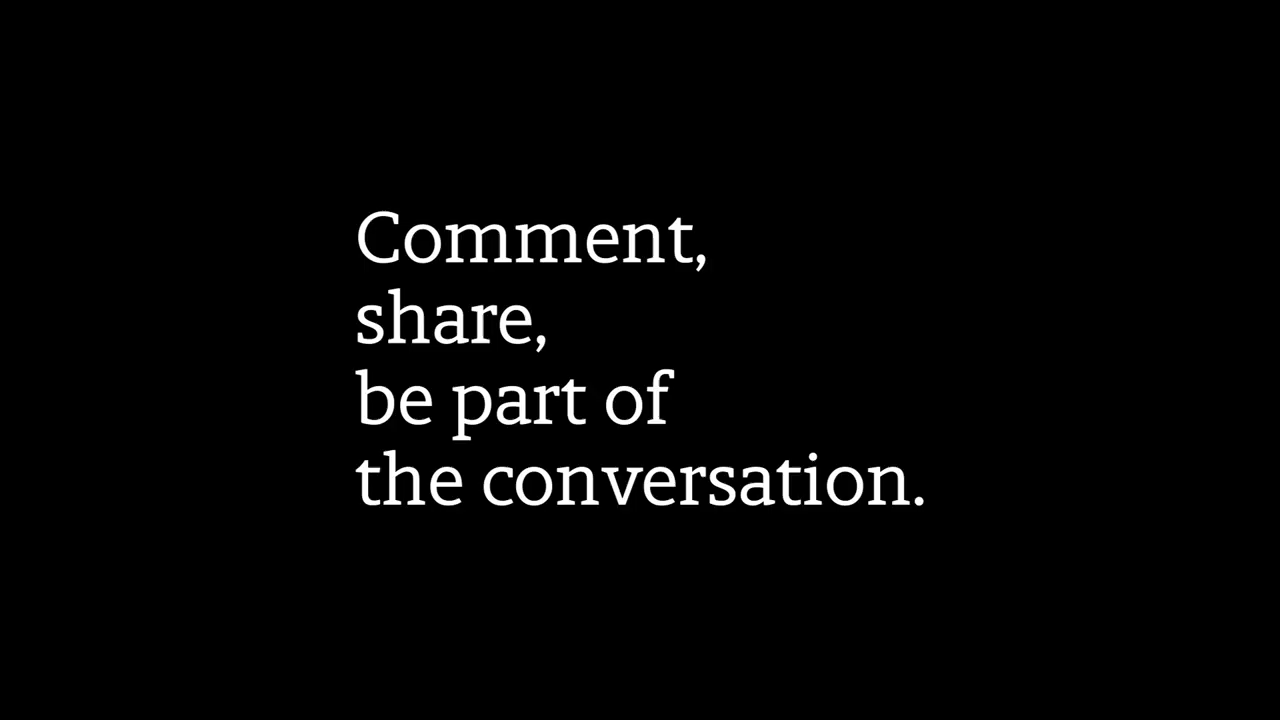 Comment,
share,
be part of
the conversation.